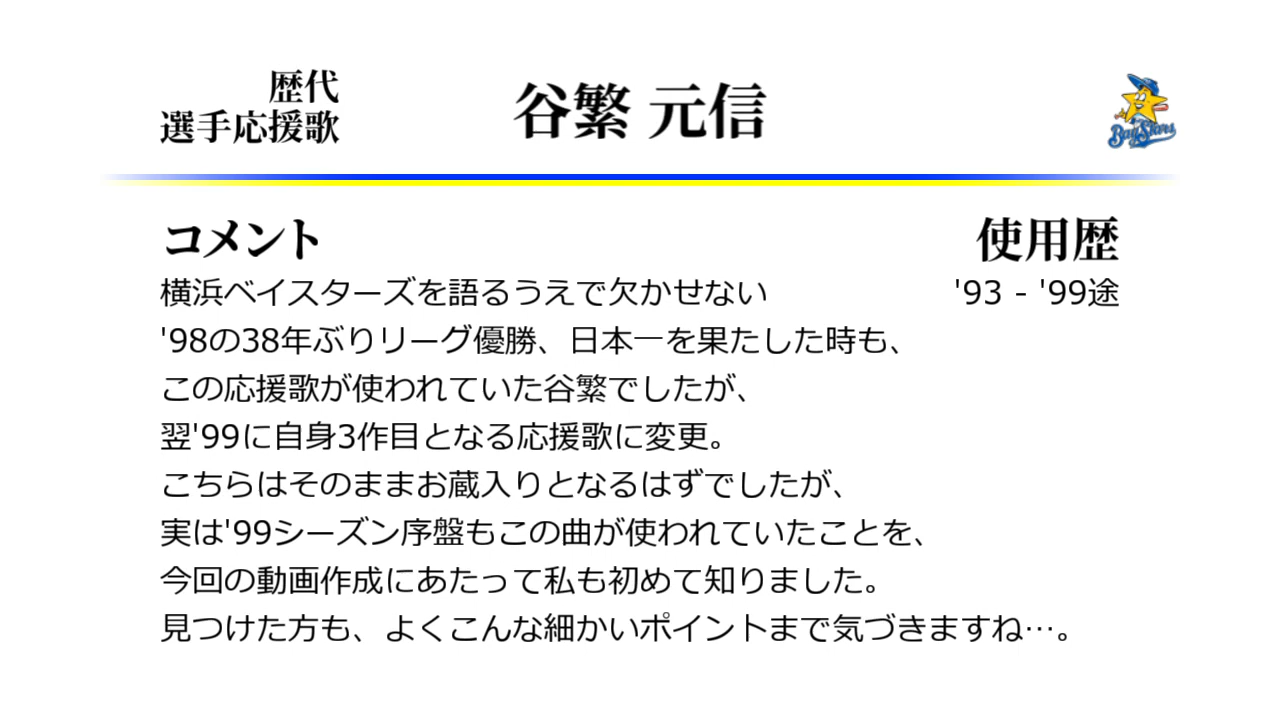 歴代
選手応援歌
谷繁 元信
BayStars
コメント
使用歴
横浜ベイスターズを語るうえで欠かせない
'93 - '99途
'98の38年ぶりリーグ優勝、日本一を果たした時も、
この応援歌が使われていた谷繁でしたが、
翌'99に自身3作目となる応援歌に変更。
こちらはそのままお蔵入りとなるはずでしたが、
実は'99シーズン序盤もこの曲が使われていたことを、
今回の動画作成にあたって私も初めて知りました。
見つけた方も、よくこんな細かいポイントまで気づきますね…。